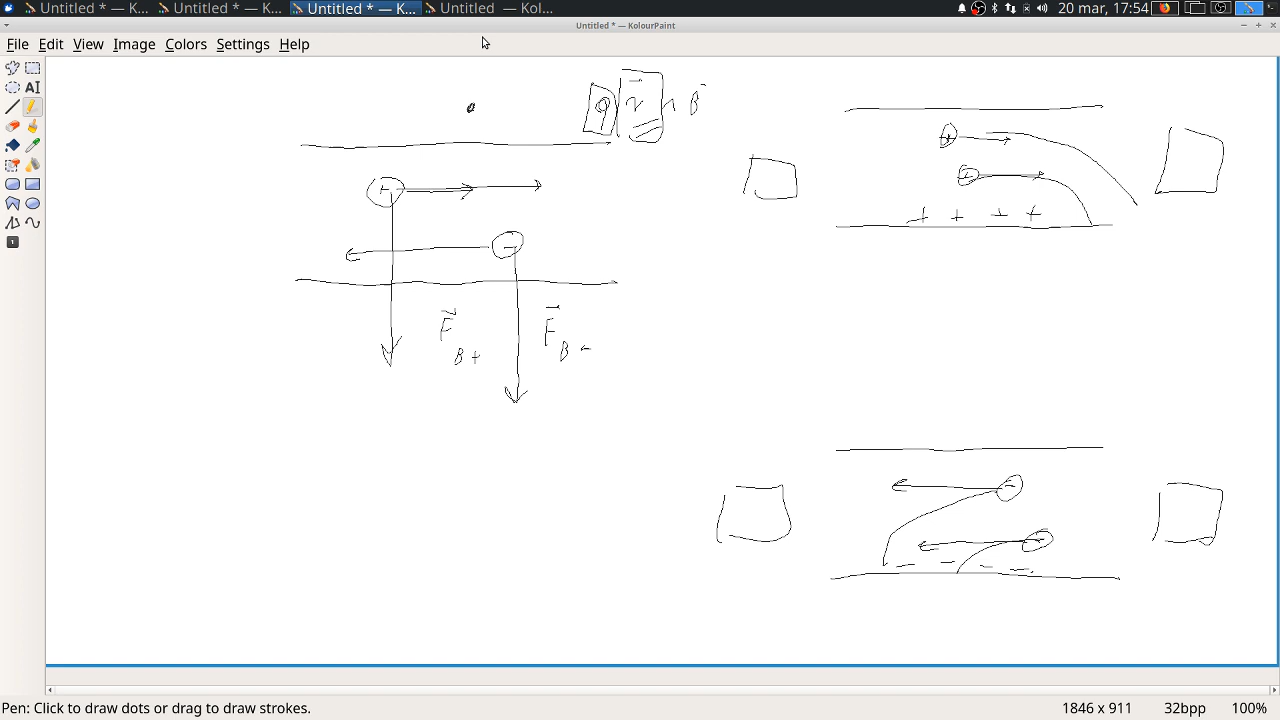 Untitled * — K... Untitled * — K... Untitled * — K... Untitled — Kol... 20 mar, 17:54
Untitled * — KolourPaint
File Edit View Image Colors Settings Help
AI
q v ∧ B
+ + +
-
F B+ F B-
+ + + +
- -
- - - -
Pen: Click to draw dots or drag to draw strokes. 1846 x 911 32bpp 100%